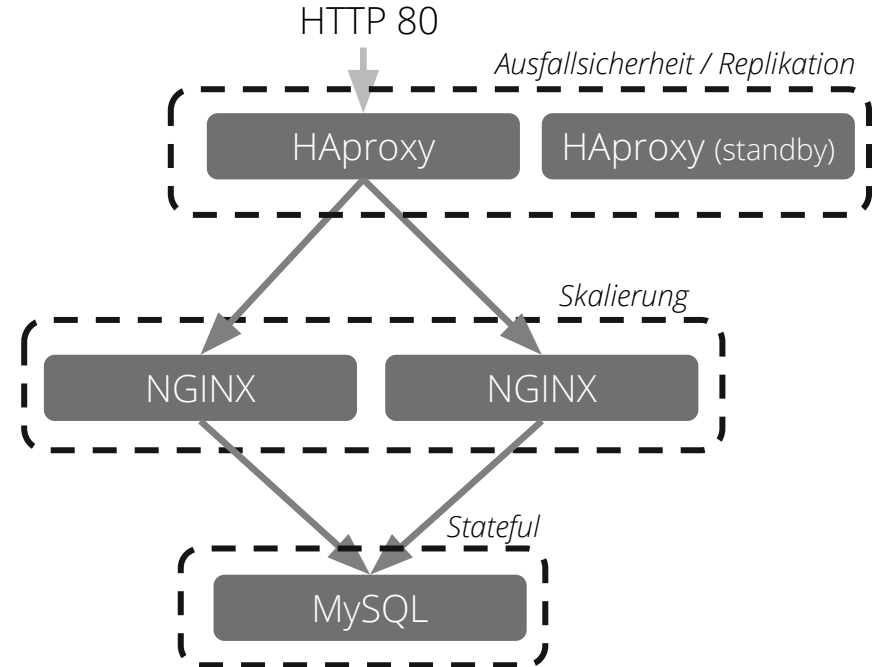 HTTP 80
Ausfallsicherheit / Replikation
HAproxy
HAproxy (standby)
Skalierung
NGINX
NGINX
Stateful
MySQL